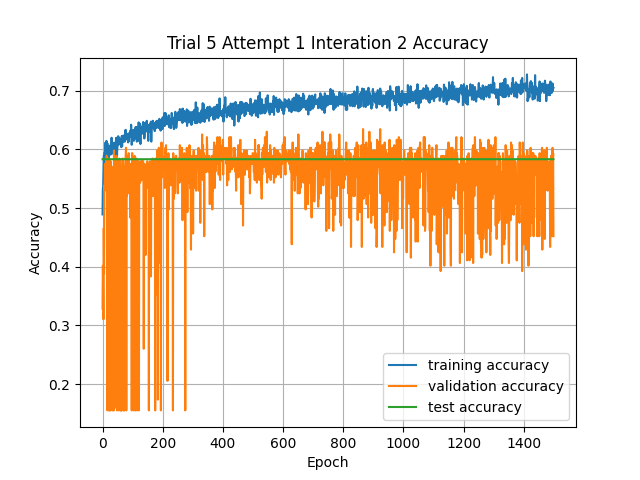 Trial 5 Attempt 1 Interation 2 Accuracy
0.7
0.6
0.5
0.4
0.3
0.2
Accuracy
training accuracy
validation accuracy
test accuracy
0 200 400 600 800 1000 1200 1400
Epoch